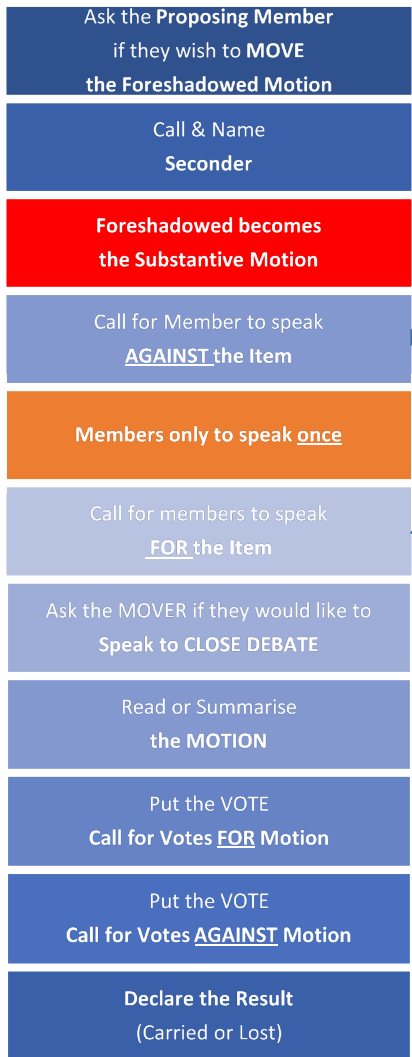 Ask the Proposing Member
if they wish to MOVE
the Foreshadowed Motion
Call & Name
Seconder
Foreshadowed becomes
the Substantive Motion
Call for Member to speak
AGAINST the Item
Members only to speak once
Call for members to speak
FOR the Item
Ask the MOVER if they would like to
Speak to CLOSE DEBATE
Read or Summarise
the MOTION
Put the VOTE
Call for Votes FOR Motion
Put the VOTE
Call for Votes AGAINST Motion
Declare the Result
(Carried or Lost)